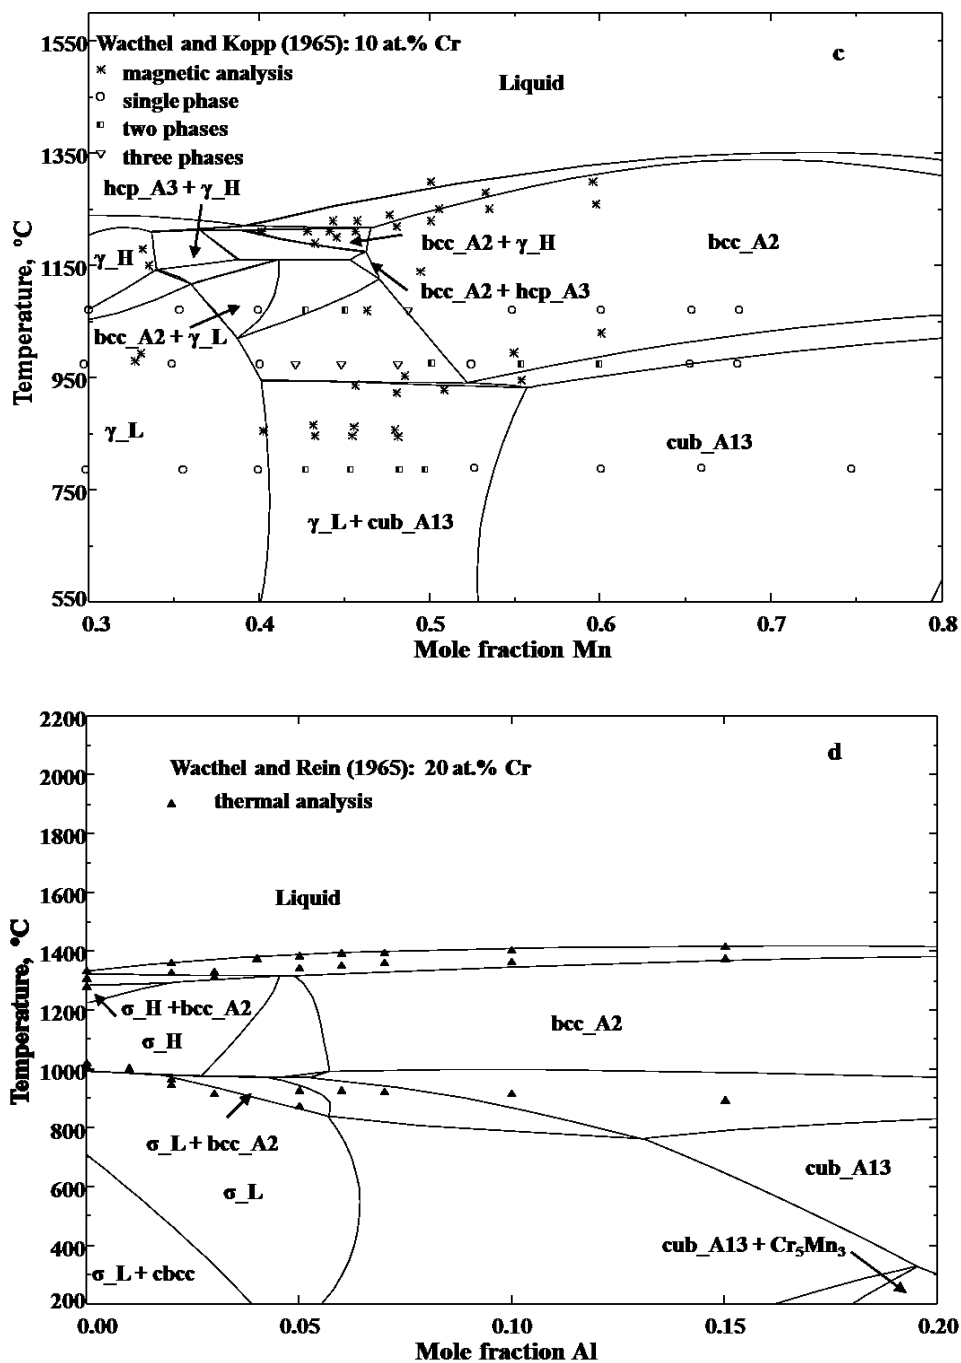 c
Wacthel and Kopp (1965): 10 at.% Cr
magnetic analysis
single phase
two phases
three phases
Liquid
hcp_A3 + γ_H
γ_H
bcc_A2 + γ_H
bcc_A2
bcc_A2 + hcp_A3
bcc_A2 + γ_L
γ_L
cub_A13
γ_L + cub_A13
1550
1350
1150
950
750
550
Temperature, °C
0.3 0.4 0.5 0.6 0.7 0.8
Mole fraction Mn
d
Wacthel and Rein (1965): 20 at.% Cr
thermal analysis
Liquid
σ_H +bcc_A2
σ_H
bcc_A2
σ_L + bcc_A2
σ_L
cub_A13
cub_A13 + Cr5Mn3
σ_L + cbcc
2200
2000
1800
1600
1400
1200
1000
800
600
400
200
Temperature, °C
0.00 0.05 0.10 0.15 0.20
Mole fraction Al